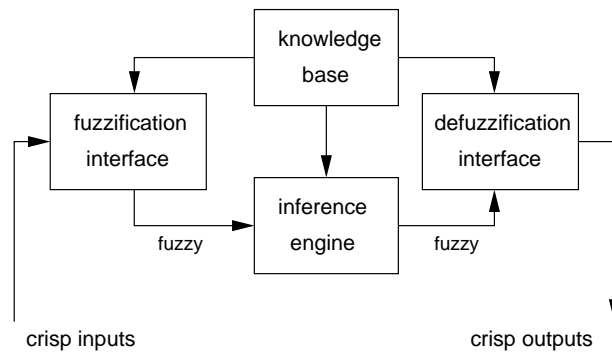 knowledge
base
fuzzification
interface
defuzzification
interface
inference
engine
fuzzy
fuzzy
crisp inputs
crisp outputs